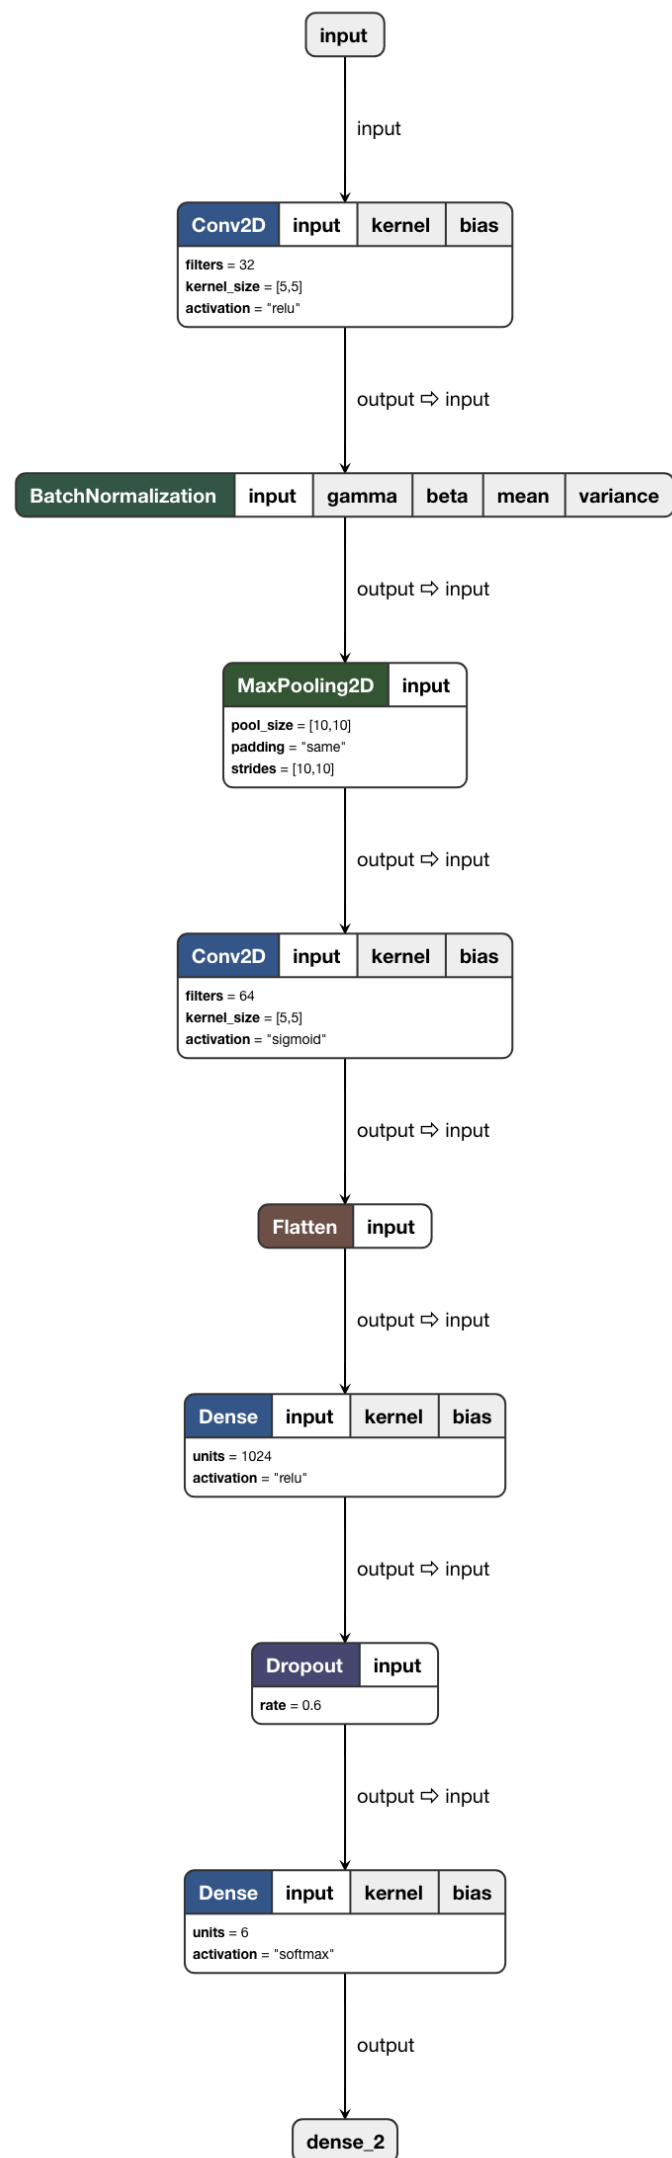 input
input
Conv2D input kernel bias
filters = 32
kernel_size = [5,5]
activation = "relu"
output ⇨ input
BatchNormalization input gamma beta mean variance
output ⇨ input
MaxPooling2D input
pool_size = [10,10]
padding = "same"
strides = [10,10]
output ⇨ input
Conv2D input kernel bias
filters = 64
kernel_size = [5,5]
activation = "sigmoid"
output ⇨ input
Flatten input
output ⇨ input
Dense input kernel bias
units = 1024
activation = "relu"
output ⇨ input
Dropout input
rate = 0.6
output ⇨ input
Dense input kernel bias
units = 6
activation = "softmax"
output
dense_2